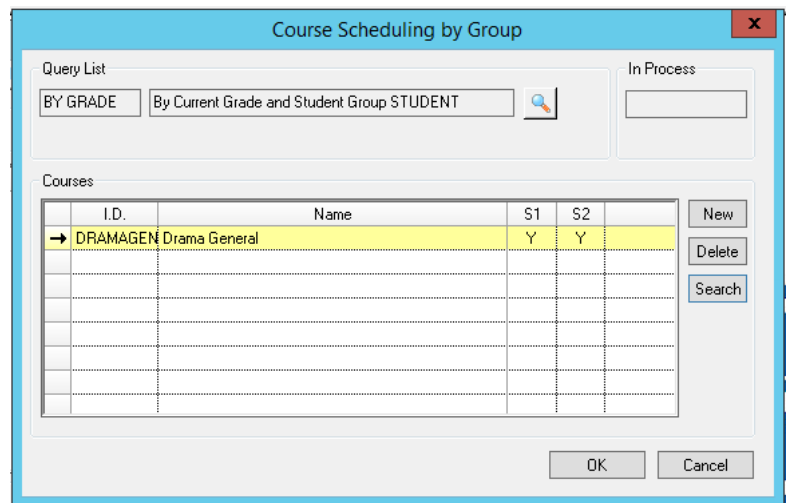 Course Scheduling by Group
x
Query List
In Process
BY GRADE
By Current Grade and Student Group STUDENT
Courses
I.D. Name S1 S2
DRAMAGEN Drama General Y Y
New
Delete
Search
OK
Cancel